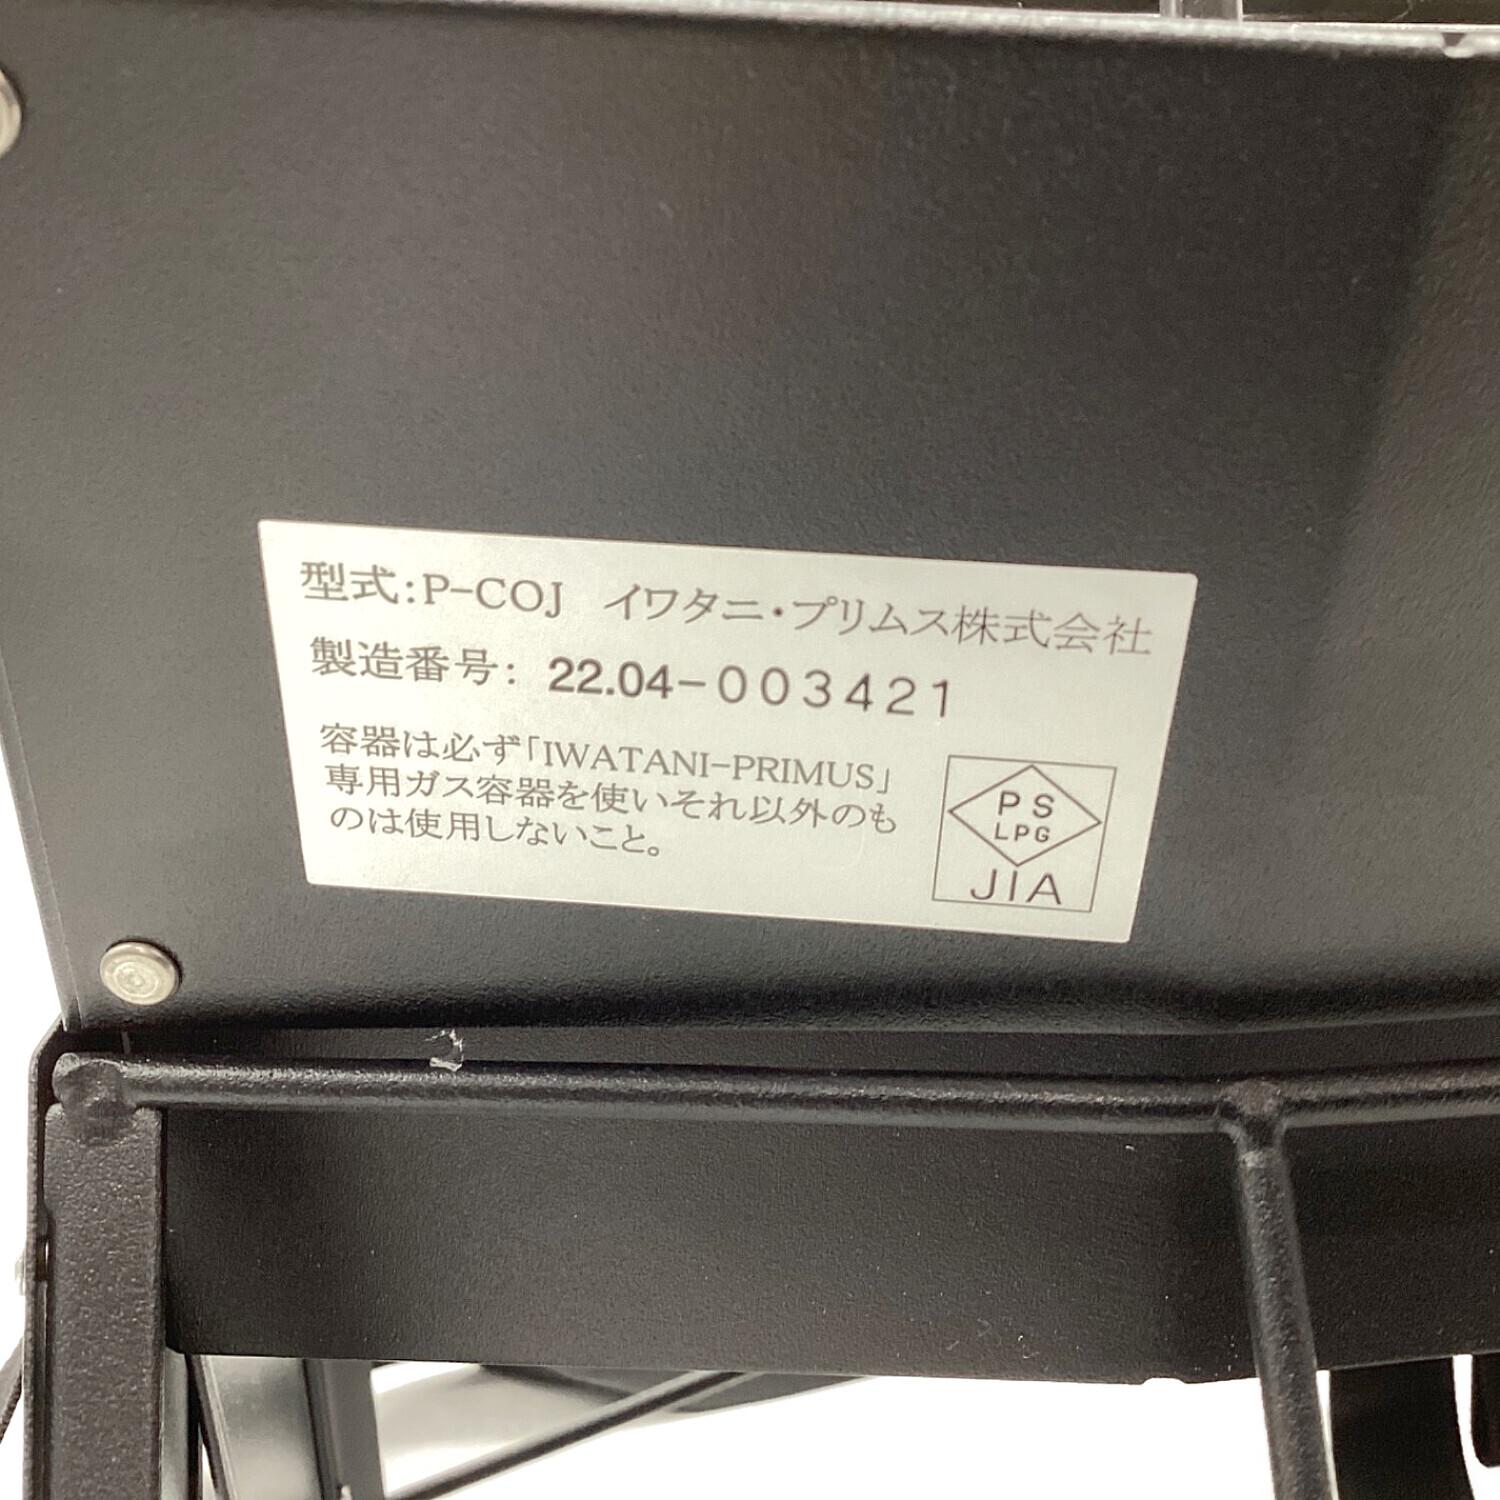 型式:P-COJ イワタニ・プリムス株式会社
製造番号: 22.04-003421
容器は必ず「IWATANI-PRIMUS」
専用ガス容器を使いそれ以外のも
のは使用しないこと。
PS
LPG
JIA